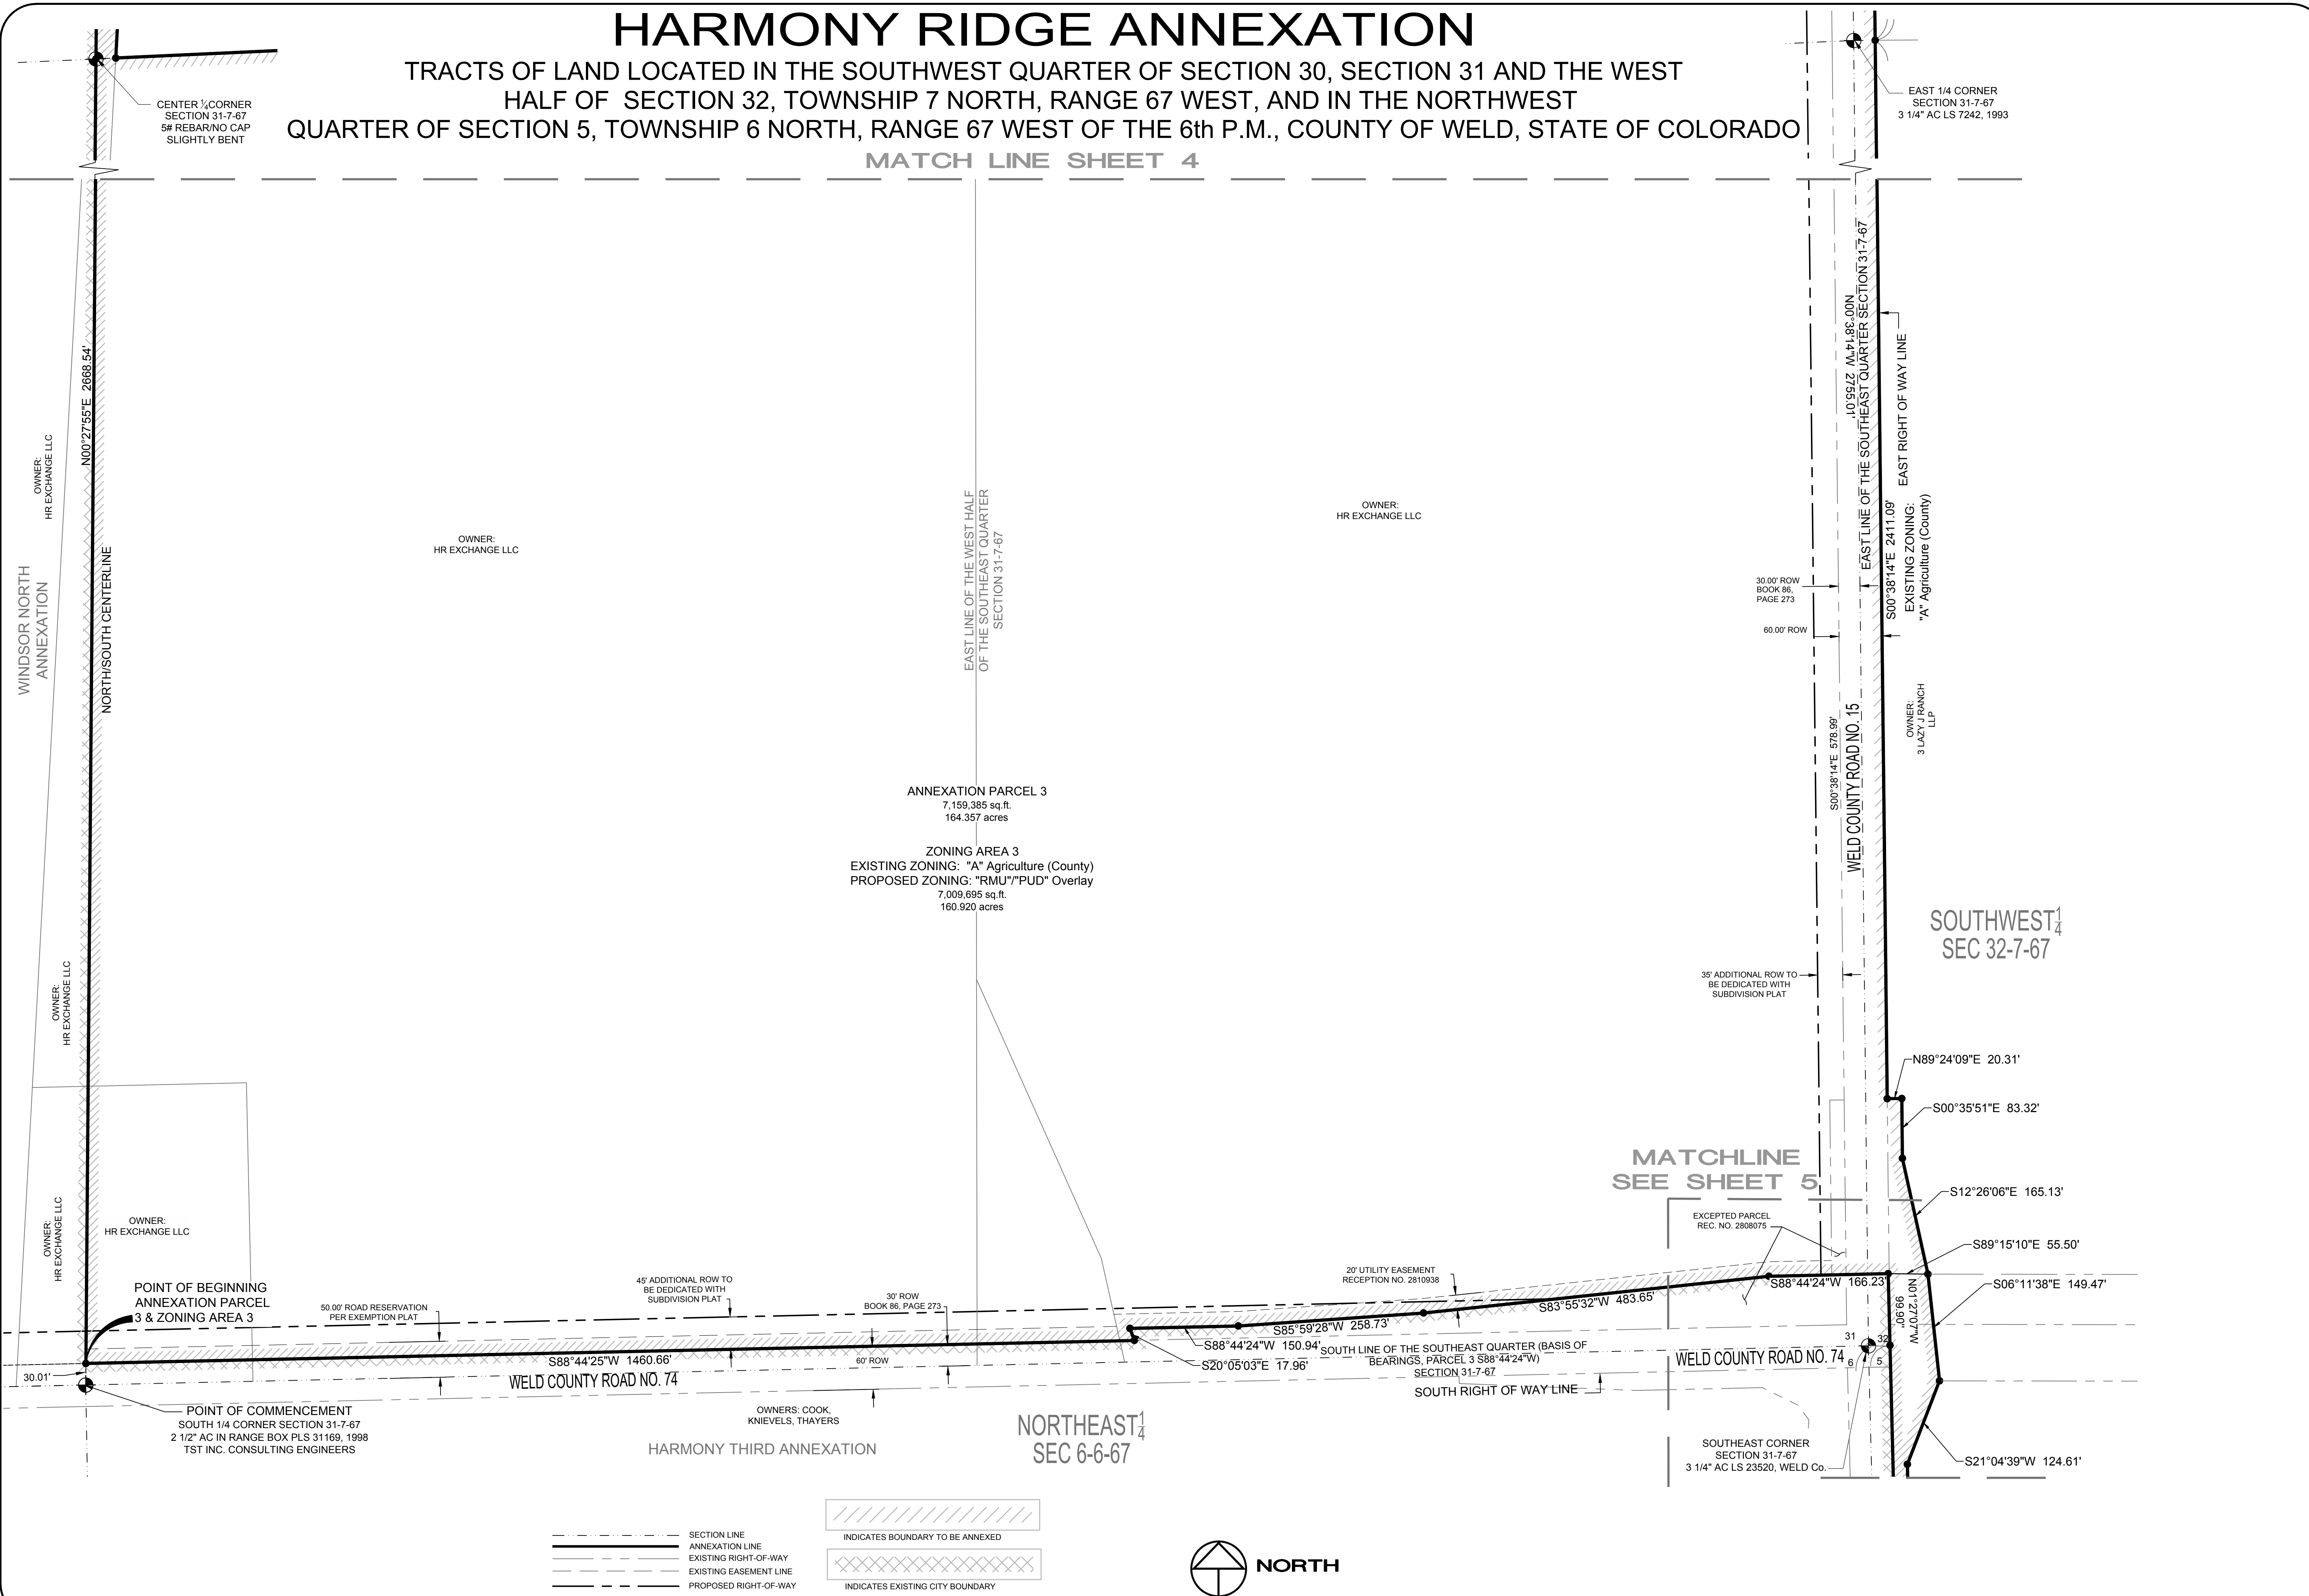 HARMONY RIDGE ANNEXATION
TRACTS OF LAND LOCATED IN THE SOUTHWEST QUARTER OF SECTION 30, SECTION 31 AND THE WEST
HALF OF SECTION 32, TOWNSHIP 7 NORTH, RANGE 67 WEST, AND IN THE NORTHWEST
QUARTER OF SECTION 5, TOWNSHIP 6 NORTH, RANGE 67 WEST OF THE 6th P.M., COUNTY OF WELD, STATE OF COLORADO
MATCH LINE SHEET 4
CENTER ¼ CORNER
SECTION 31-7-67
5# REBAR/NO CAP
SLIGHTLY BENT
EAST 1/4 CORNER
SECTION 31-7-67
3 1/4" AC LS 7242, 1993
N00°27'55"E 2668.54'
NORTH/SOUTH CENTERLINE
OWNER:
HR EXCHANGE LLC
WINDSOR NORTH
ANNEXATION
OWNER:
HR EXCHANGE LLC
EAST LINE OF THE WEST HALF
OF THE SOUTHEAST QUARTER
SECTION 31-7-67
OWNER:
HR EXCHANGE LLC
N00°38'14"W 2755.01'
EAST LINE OF THE SOUTHEAST QUARTER SECTION 31-7-67
EAST RIGHT OF WAY LINE
S00°38'14"E 2411.09'
EXISTING ZONING:
"A" Agriculture (County)
30.00' ROW
BOOK 86,
PAGE 273
60.00' ROW
OWNER:
3 LAZY J RANCH
LLP
S00°38'14"E 578.99'
WELD COUNTY ROAD NO. 15
ANNEXATION PARCEL 3
7,159,385 sq.ft.
164.357 acres
ZONING AREA 3
EXISTING ZONING: "A" Agriculture (County)
PROPOSED ZONING: "RMU"/"PUD" Overlay
7,009,695 sq.ft.
160.920 acres
SOUTHWEST 1/4
SEC 32-7-67
35' ADDITIONAL ROW TO
BE DEDICATED WITH
SUBDIVISION PLAT
OWNER:
HR EXCHANGE LLC
N89°24'09"E 20.31'
S00°35'51"E 83.32'
MATCHLINE
SEE SHEET 5
S12°26'06"E 165.13'
EXCEPTED PARCEL
REC. NO. 2808075
OWNER:
HR EXCHANGE LLC
OWNER:
HR EXCHANGE LLC
S89°15'10"E 55.50'
S06°11'38"E 149.47'
POINT OF BEGINNING
ANNEXATION PARCEL
3 & ZONING AREA 3
50.00' ROAD RESERVATION
PER EXEMPTION PLAT
45' ADDITIONAL ROW TO
BE DEDICATED WITH
SUBDIVISION PLAT
30' ROW
BOOK 86, PAGE 273
20' UTILITY EASEMENT
RECEPTION NO. 2810938
S88°44'24"W 166.23'
S83°55'32"W 483.65'
N01°27'07"W
99.90'
S85°59'28"W 258.73'
S88°44'24"W 150.94'
S20°05'03"E 17.96'
S88°44'25"W 1460.66'
60' ROW
SOUTH LINE OF THE SOUTHEAST QUARTER (BASIS OF
BEARINGS, PARCEL 3 S88°44'24"W)
SECTION 31-7-67
WELD COUNTY ROAD NO. 74
31
32
6
5
30.01'
WELD COUNTY ROAD NO. 74
SOUTH RIGHT OF WAY LINE
POINT OF COMMENCEMENT
SOUTH 1/4 CORNER SECTION 31-7-67
2 1/2" AC IN RANGE BOX PLS 31169, 1998
TST INC. CONSULTING ENGINEERS
OWNERS: COOK,
KNIEVELS, THAYERS
HARMONY THIRD ANNEXATION
NORTHEAST 1/4
SEC 6-6-67
SOUTHEAST CORNER
SECTION 31-7-67
3 1/4" AC LS 23520, WELD Co.
S21°04'39"W 124.61'
SECTION LINE
ANNEXATION LINE
EXISTING RIGHT-OF-WAY
EXISTING EASEMENT LINE
PROPOSED RIGHT-OF-WAY
INDICATES BOUNDARY TO BE ANNEXED
INDICATES EXISTING CITY BOUNDARY
NORTH